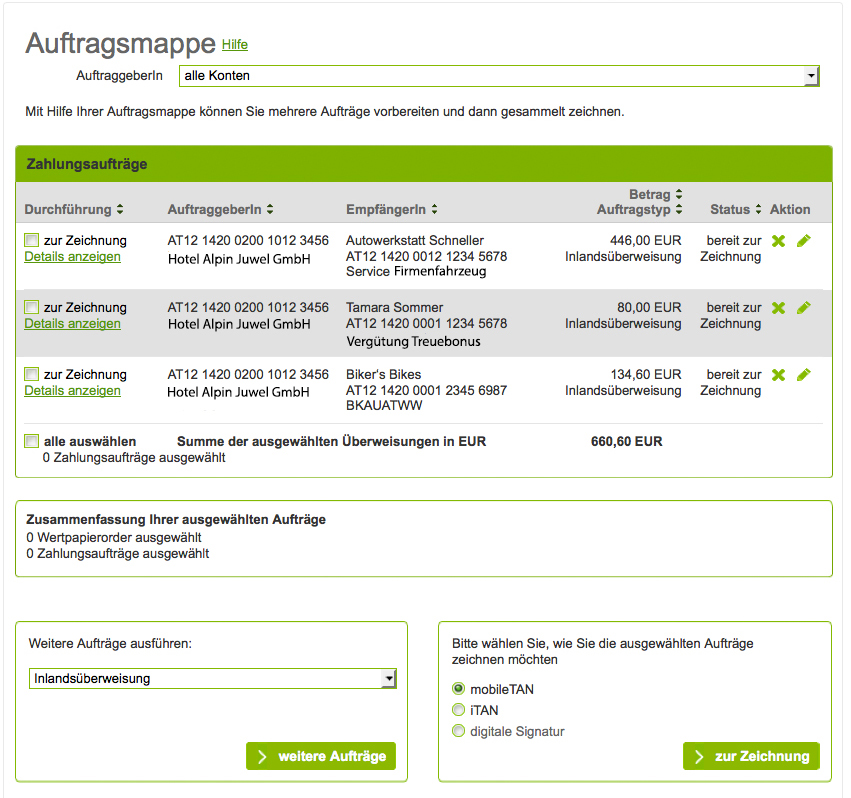 Auftragsmappe Hilfe
AuftraggeberIn alle Konten
Mit Hilfe Ihrer Auftragsmappe können Sie mehrere Aufträge vorbereiten und dann gesammelt zeichnen.
Zahlungsaufträge
Betrag
Durchführung AuftraggeberIn EmpfängerIn Auftragstyp Status Aktion
zur Zeichnung AT12 1420 0200 1012 3456 Autowerkstatt Schneller 446,00 EUR bereit zur
Details anzeigen Hotel Alpin Juwel GmbH AT12 1420 0012 1234 5678 Inlandsüberweisung Zeichnung
Service Firmenfahrzeug
zur Zeichnung AT12 1420 0200 1012 3456 Tamara Sommer 80,00 EUR bereit zur
Details anzeigen Hotel Alpin Juwel GmbH AT12 1420 0001 1234 5678 Inlandsüberweisung Zeichnung
Vergütung Treuebonus
zur Zeichnung AT12 1420 0200 1012 3456 Biker's Bikes 134,60 EUR bereit zur
Details anzeigen Hotel Alpin Juwel GmbH AT12 1420 0001 2345 6987 Inlandsüberweisung Zeichnung
BKAUATWW
alle auswählen Summe der ausgewählten Überweisungen in EUR 660,60 EUR
0 Zahlungsaufträge ausgewählt
Zusammenfassung Ihrer ausgewählten Aufträge
0 Wertpapierorder ausgewählt
0 Zahlungsaufträge ausgewählt
Weitere Aufträge ausführen:
Inlandsüberweisung
weitere Aufträge
Bitte wählen Sie, wie Sie die ausgewählten Aufträge
zeichnen möchten
mobileTAN
iTAN
digitale Signatur
zur Zeichnung